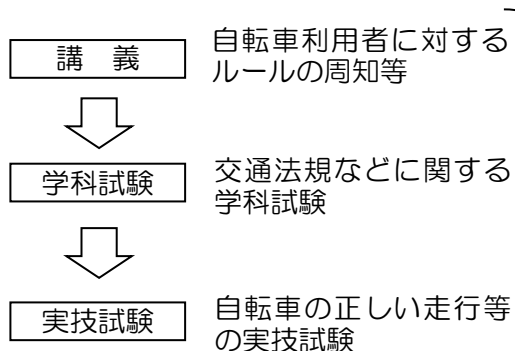 講　義
自転車利用者に対する
ルールの周知等
学科試験
交通法規などに関する
学科試験
実技試験
自転車の正しい走行等
の実技試験